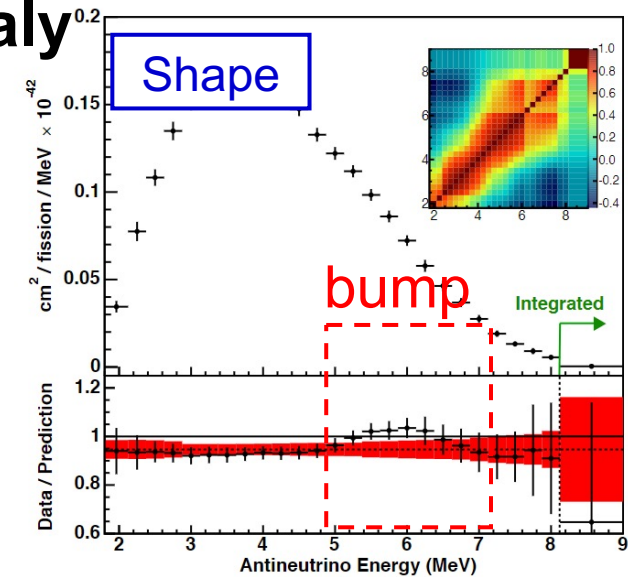 aly
Shape
bump
Integrated
cm² / fission / MeV × 10⁻⁴²
0.2
0.15
0.1
0.05
0
8
6
4
2
2 4 6 8
1.0
0.8
0.6
0.4
0.2
0.0
-0.2
-0.4
Data / Prediction
1.2
1
0.8
0.6
2 3 4 5 6 7 8 9
Antineutrino Energy (MeV)